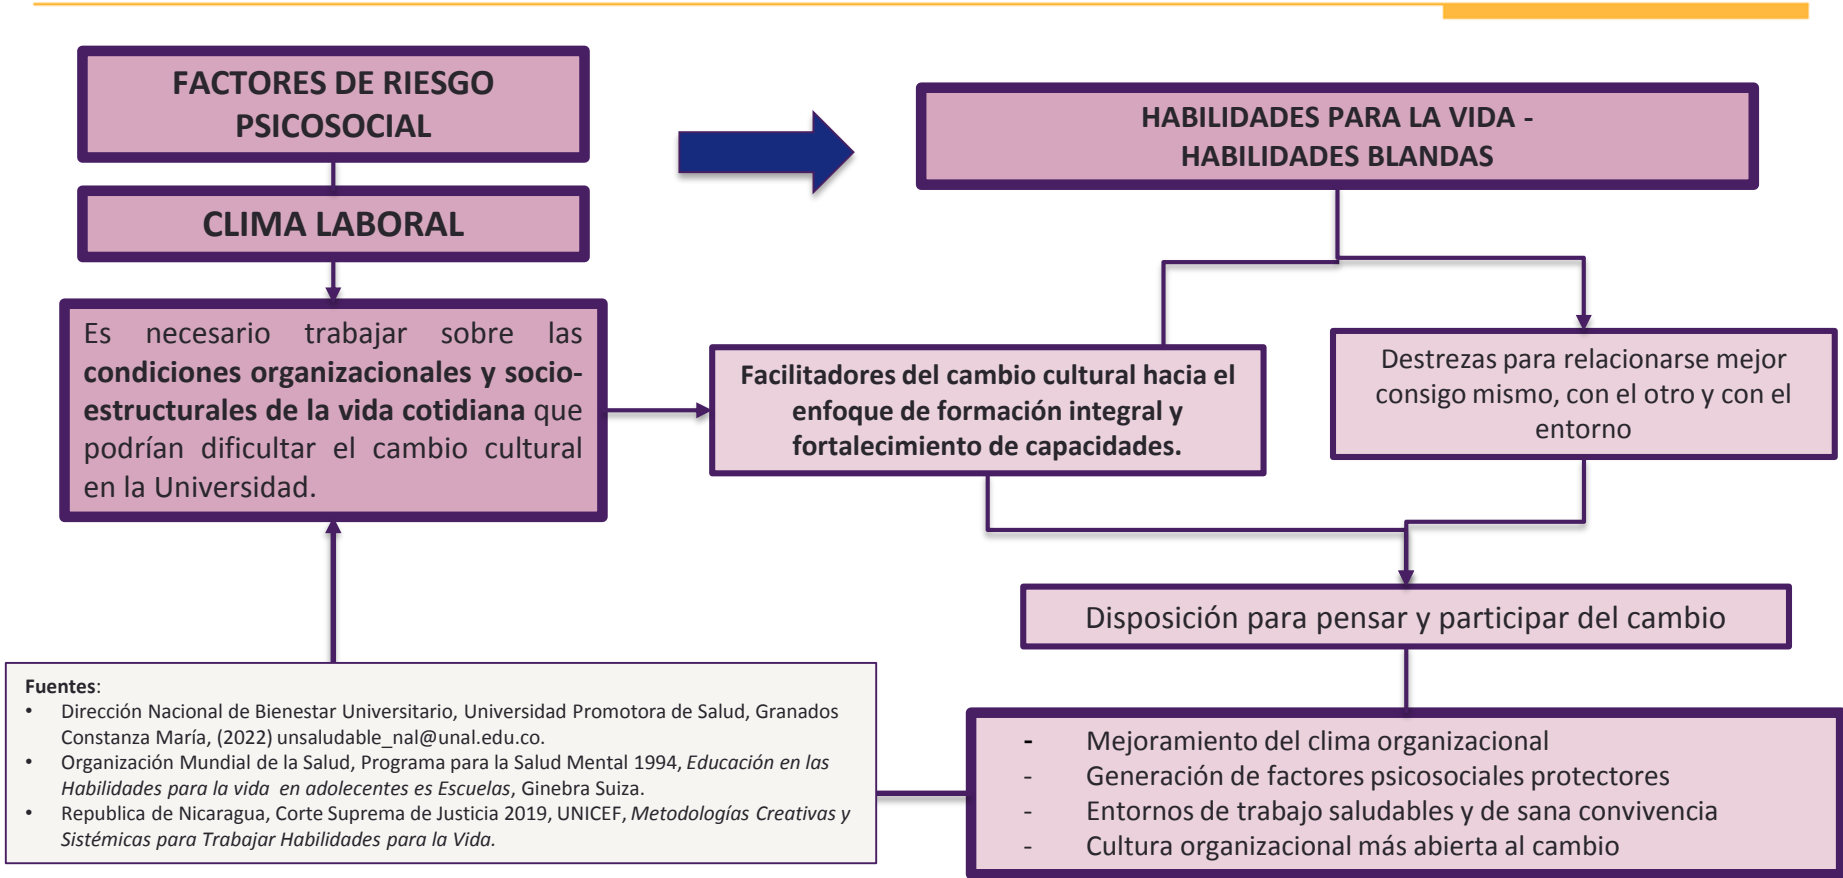 FACTORES DE RIESGO
PSICOSOCIAL
CLIMA LABORAL
Es necesario trabajar sobre las
condiciones organizacionales y socio-
estructurales de la vida cotidiana que
podrían dificultar el cambio cultural
en la Universidad.
HABILIDADES PARA LA VIDA -
HABILIDADES BLANDAS
Facilitadores del cambio cultural hacia el
enfoque de formación integral y
fortalecimiento de capacidades.
Destrezas para relacionarse mejor
consigo mismo, con el otro y con el
entorno
Disposición para pensar y participar del cambio
- Mejoramiento del clima organizacional
- Generación de factores psicosociales protectores
- Entornos de trabajo saludables y de sana convivencia
- Cultura organizacional más abierta al cambio
Fuentes:
• Dirección Nacional de Bienestar Universitario, Universidad Promotora de Salud, Granados
Constanza María, (2022) unsaludable_nal@unal.edu.co.
• Organización Mundial de la Salud, Programa para la Salud Mental 1994, Educación en las
Habilidades para la vida en adolecentes es Escuelas, Ginebra Suiza.
• Republica de Nicaragua, Corte Suprema de Justicia 2019, UNICEF, Metodologías Creativas y
Sistémicas para Trabajar Habilidades para la Vida.